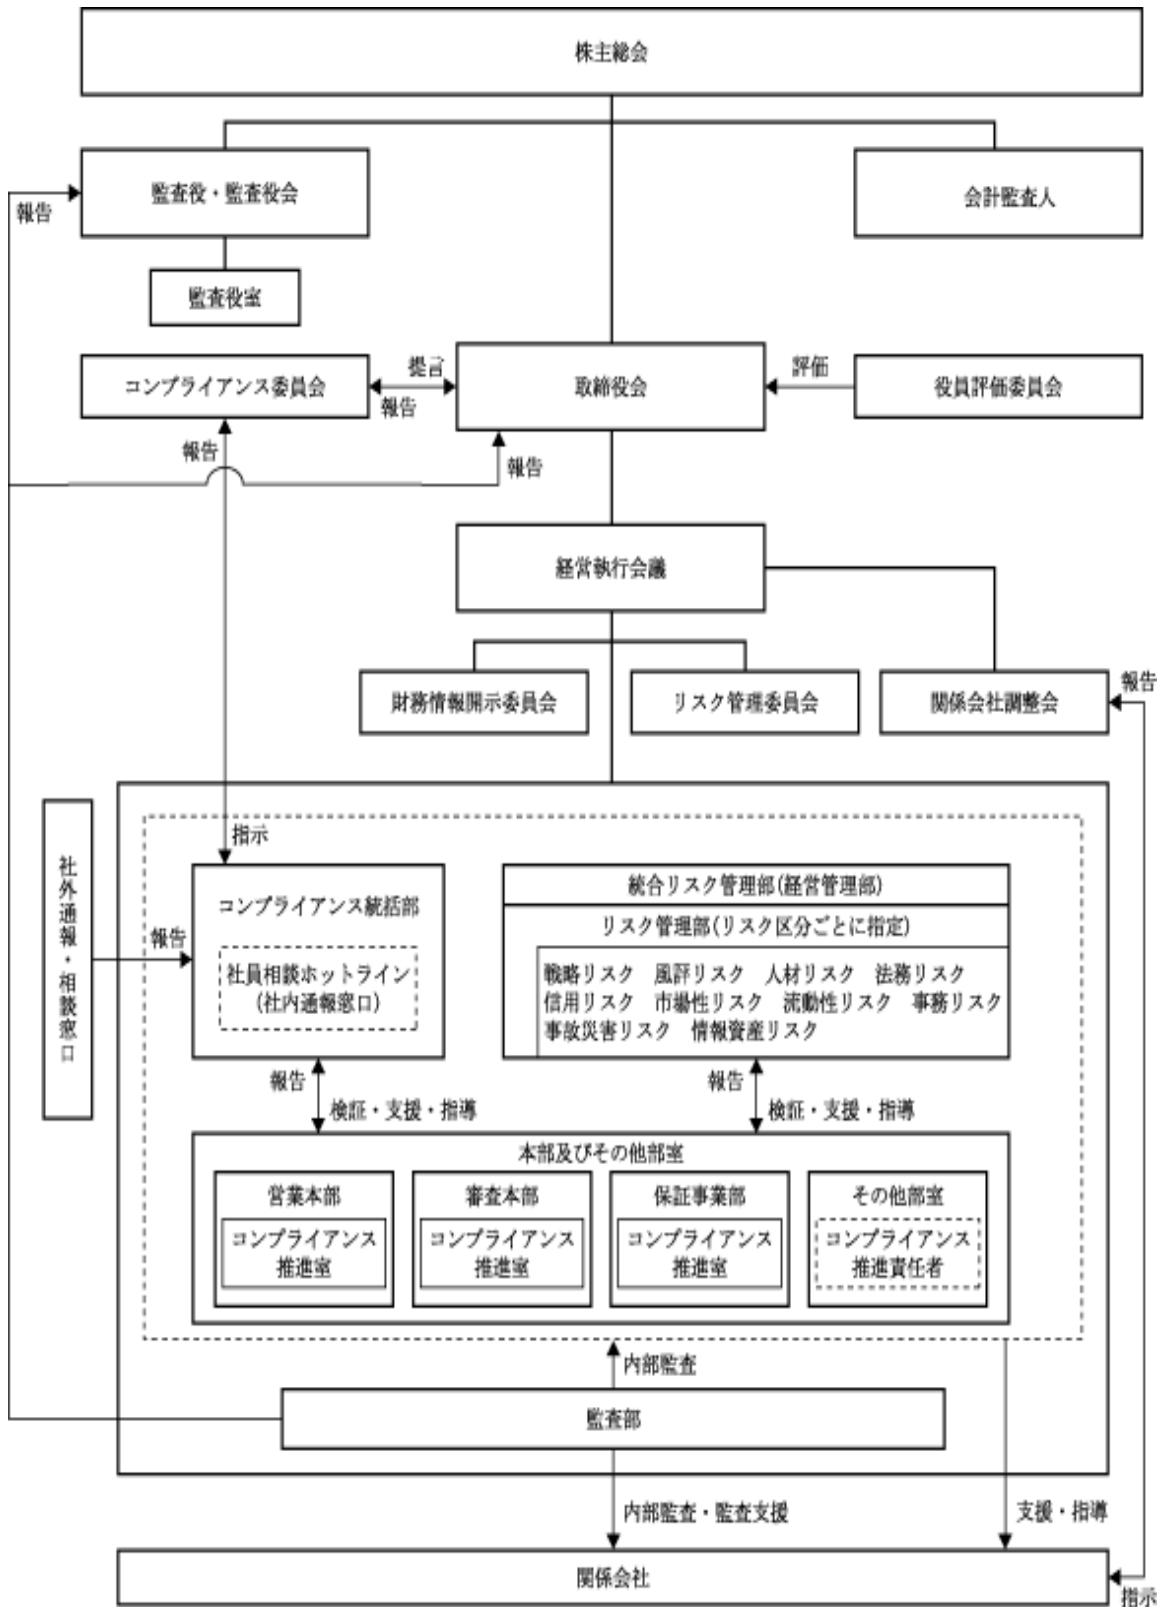 株主総会
監査役・監査役会
会計監査人
報告
監査役室
コンプライアンス委員会
提言
報告
取締役会
評価
役員評価委員会
報告
報告
経営執行会議
財務情報開示委員会
リスク管理委員会
関係会社調整会
報告
社外通報・相談窓口
報告
指示
コンプライアンス統括部
社員相談ホットライン
(社内通報窓口)
統合リスク管理部(経営管理部)
リスク管理部(リスク区分ごとに指定)
戦略リスク 風評リスク 人材リスク 法務リスク
信用リスク 市場性リスク 流動性リスク 事務リスク
事故災害リスク 情報資産リスク
報告
検証・支援・指導
報告
検証・支援・指導
本部及びその他部室
営業本部
コンプライアンス
推進室
審査本部
コンプライアンス
推進室
保証事業部
コンプライアンス
推進室
その他部室
コンプライアンス
推進責任者
内部監査
監査部
内部監査・監査支援
支援・指導
関係会社
指示